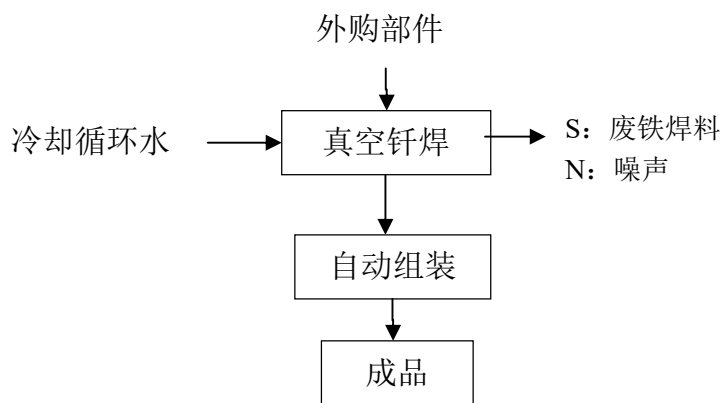 外购部件
冷却循环水
真空钎焊
S：废铁焊料
N：噪声
自动组装
成品